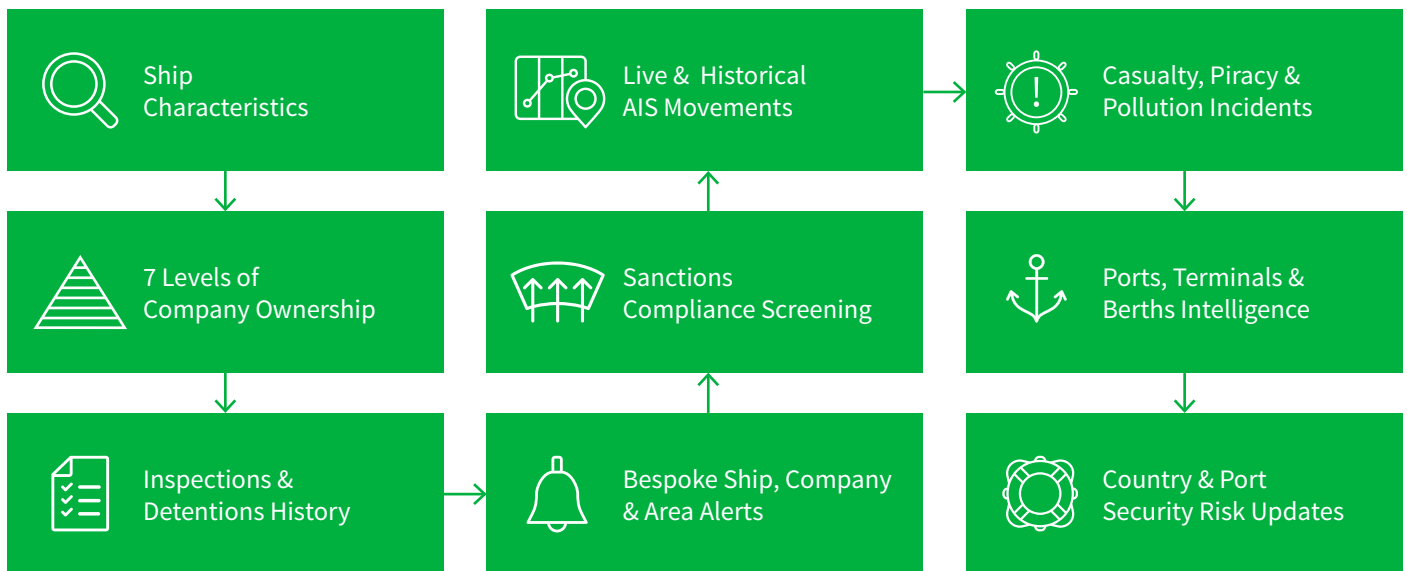 Ship
Characteristics
7 Levels of
Company Ownership
Inspections &
Detentions History
Bespoke Ship, Company
& Area Alerts
Sanctions
Compliance Screening
Live & Historical
AIS Movements
Casualty, Piracy &
Pollution Incidents
Ports, Terminals &
Berths Intelligence
Country & Port
Security Risk Updates